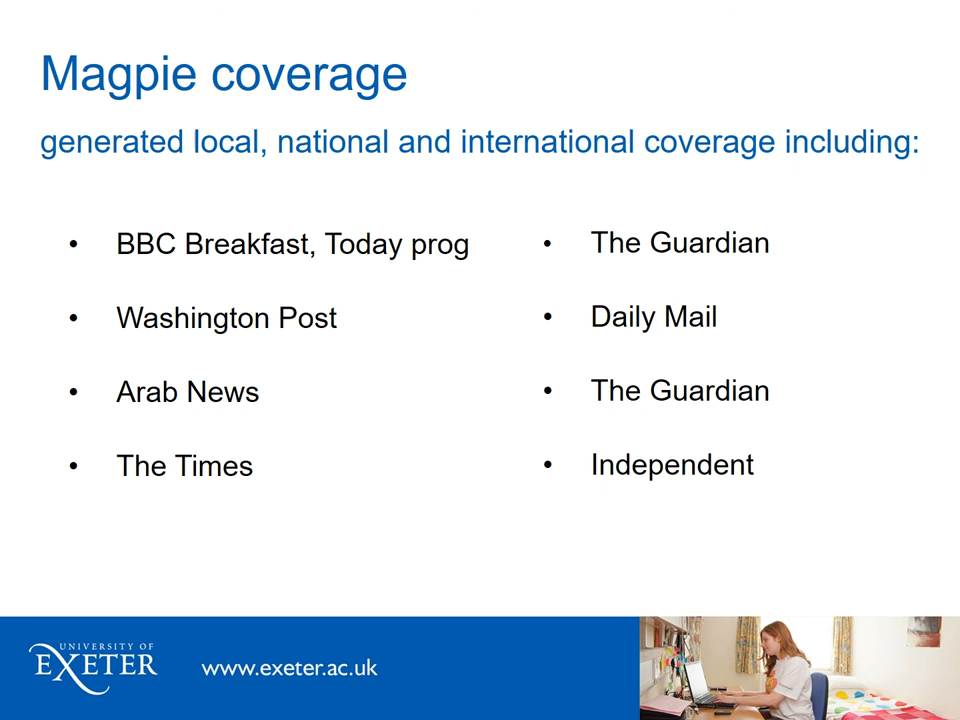 Magpie coverage
generated local, national and international coverage including:
• BBC Breakfast, Today prog
• Washington Post
• Arab News
• The Times
• The Guardian
• Daily Mail
• The Guardian
• Independent
UNIVERSITY OF
EXETER
www.exeter.ac.uk